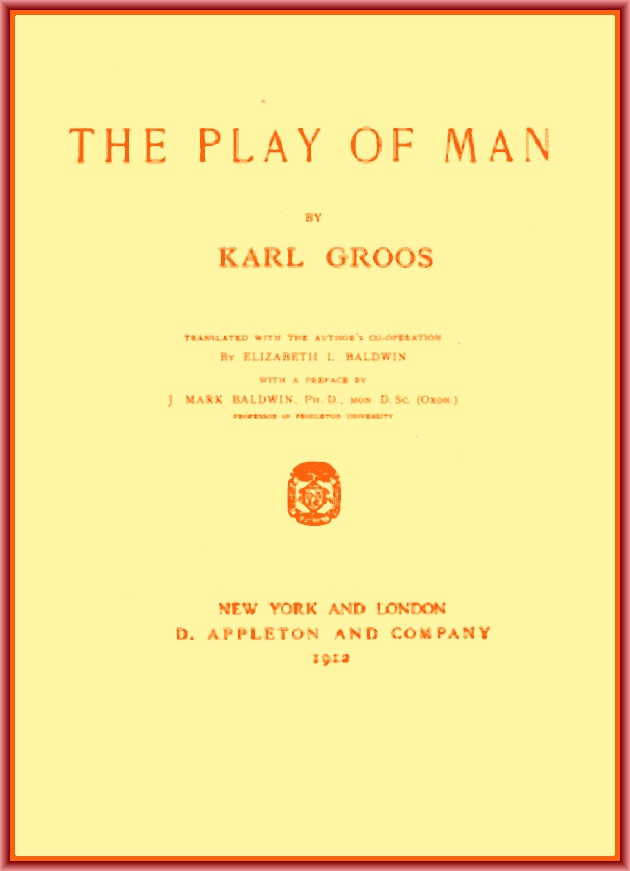 THE PLAY OF MAN
BY
KARL GROOS
TRANSLATED WITH THE AUTHOR'S CO-OPERATION
BY ELIZABETH L. BALDWIN
WITH A PREFACE BY
J. MARK BALDWIN, PH. D., HON. D. SC. (OXON.)
PROFESSOR IN PRINCETON UNIVERSITY
NEW YORK AND LONDON
D. APPLETON AND COMPANY
1912